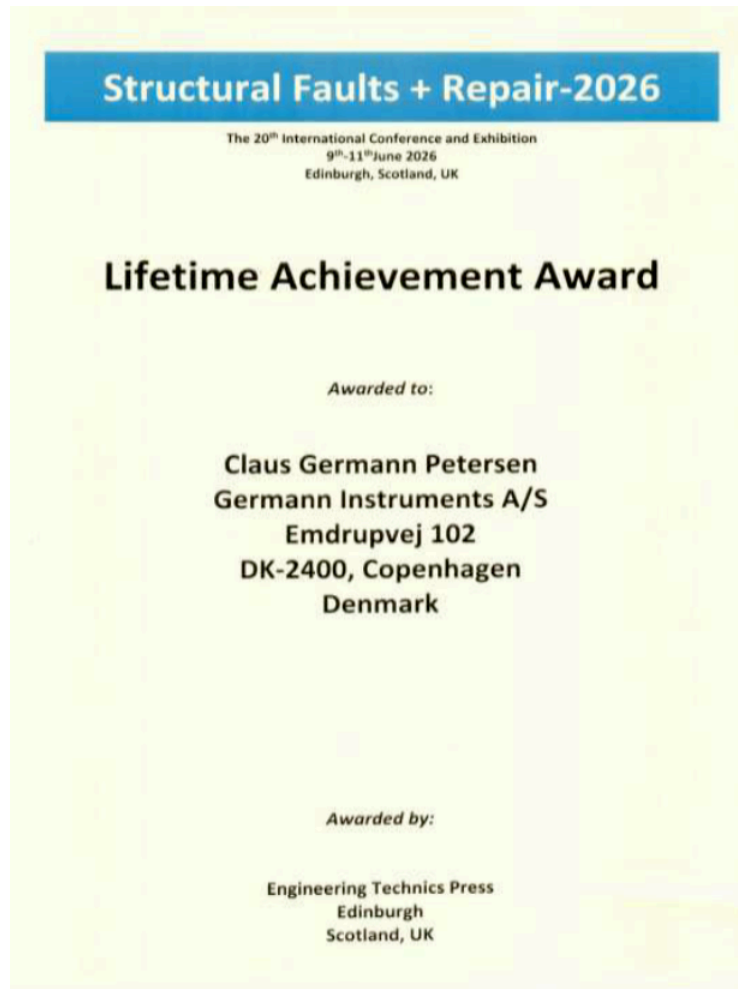 Structural Faults + Repair-2026
The 20th International Conference and Exhibition
9th-11thJune 2026
Edinburgh, Scotland, UK
Lifetime Achievement Award
Awarded to:
Claus Germann Petersen
Germann Instruments A/S
Emdrupvej 102
DK-2400, Copenhagen
Denmark
Awarded by:
Engineering Technics Press
Edinburgh
Scotland, UK